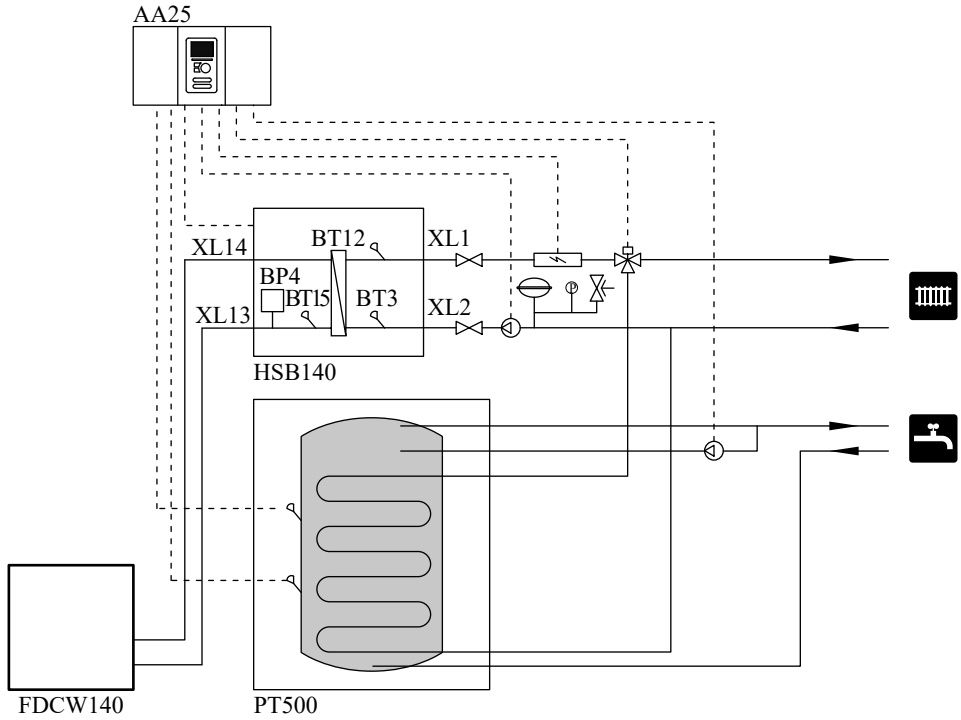 AA25
XL14
BT12
XL1
BP4
BT15
BT3
XL2
P
XL13
HSB140
FDCW140
PT500